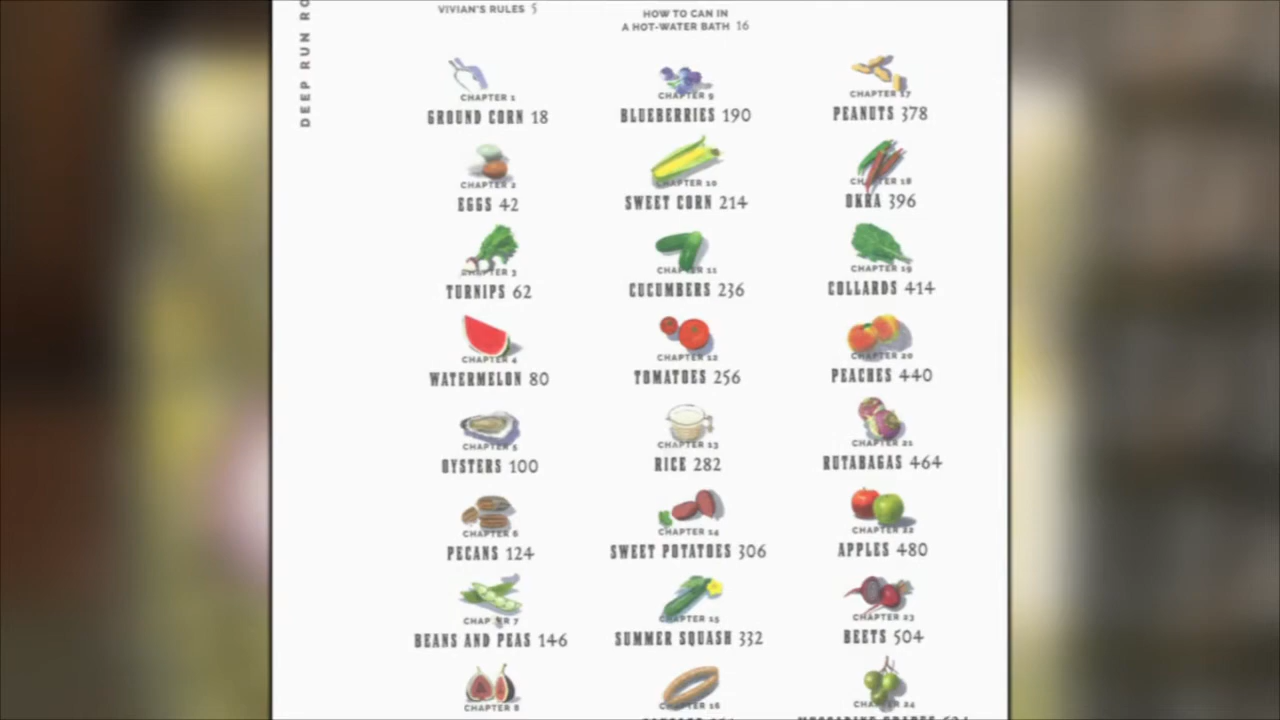 DEEP RUN RO
VIVIAN'S RULES 5
HOW TO CAN IN
A HOT-WATER BATH 16
CHAPTER 1
GROUND CORN 18
CHAPTER 2
EGGS 42
CHAPTER 3
TURNIPS 62
CHAPTER 4
WATERMELON 80
CHAPTER 5
OYSTERS 100
CHAPTER 6
PECANS 124
CHAPTER 7
BEANS AND PEAS 146
CHAPTER 8
CHAPTER 9
BLUEBERRIES 190
CHAPTER 10
SWEET CORN 214
CHAPTER 11
CUCUMBERS 236
CHAPTER 12
TOMATOES 256
CHAPTER 13
RICE 282
CHAPTER 14
SWEET POTATOES 306
CHAPTER 15
SUMMER SQUASH 332
CHAPTER 16
CHAPTER 17
PEANUTS 378
CHAPTER 18
OKRA 396
CHAPTER 19
COLLARDS 414
CHAPTER 20
PEACHES 440
CHAPTER 21
RUTABAGAS 464
CHAPTER 22
APPLES 480
CHAPTER 23
BEETS 504
CHAPTER 24